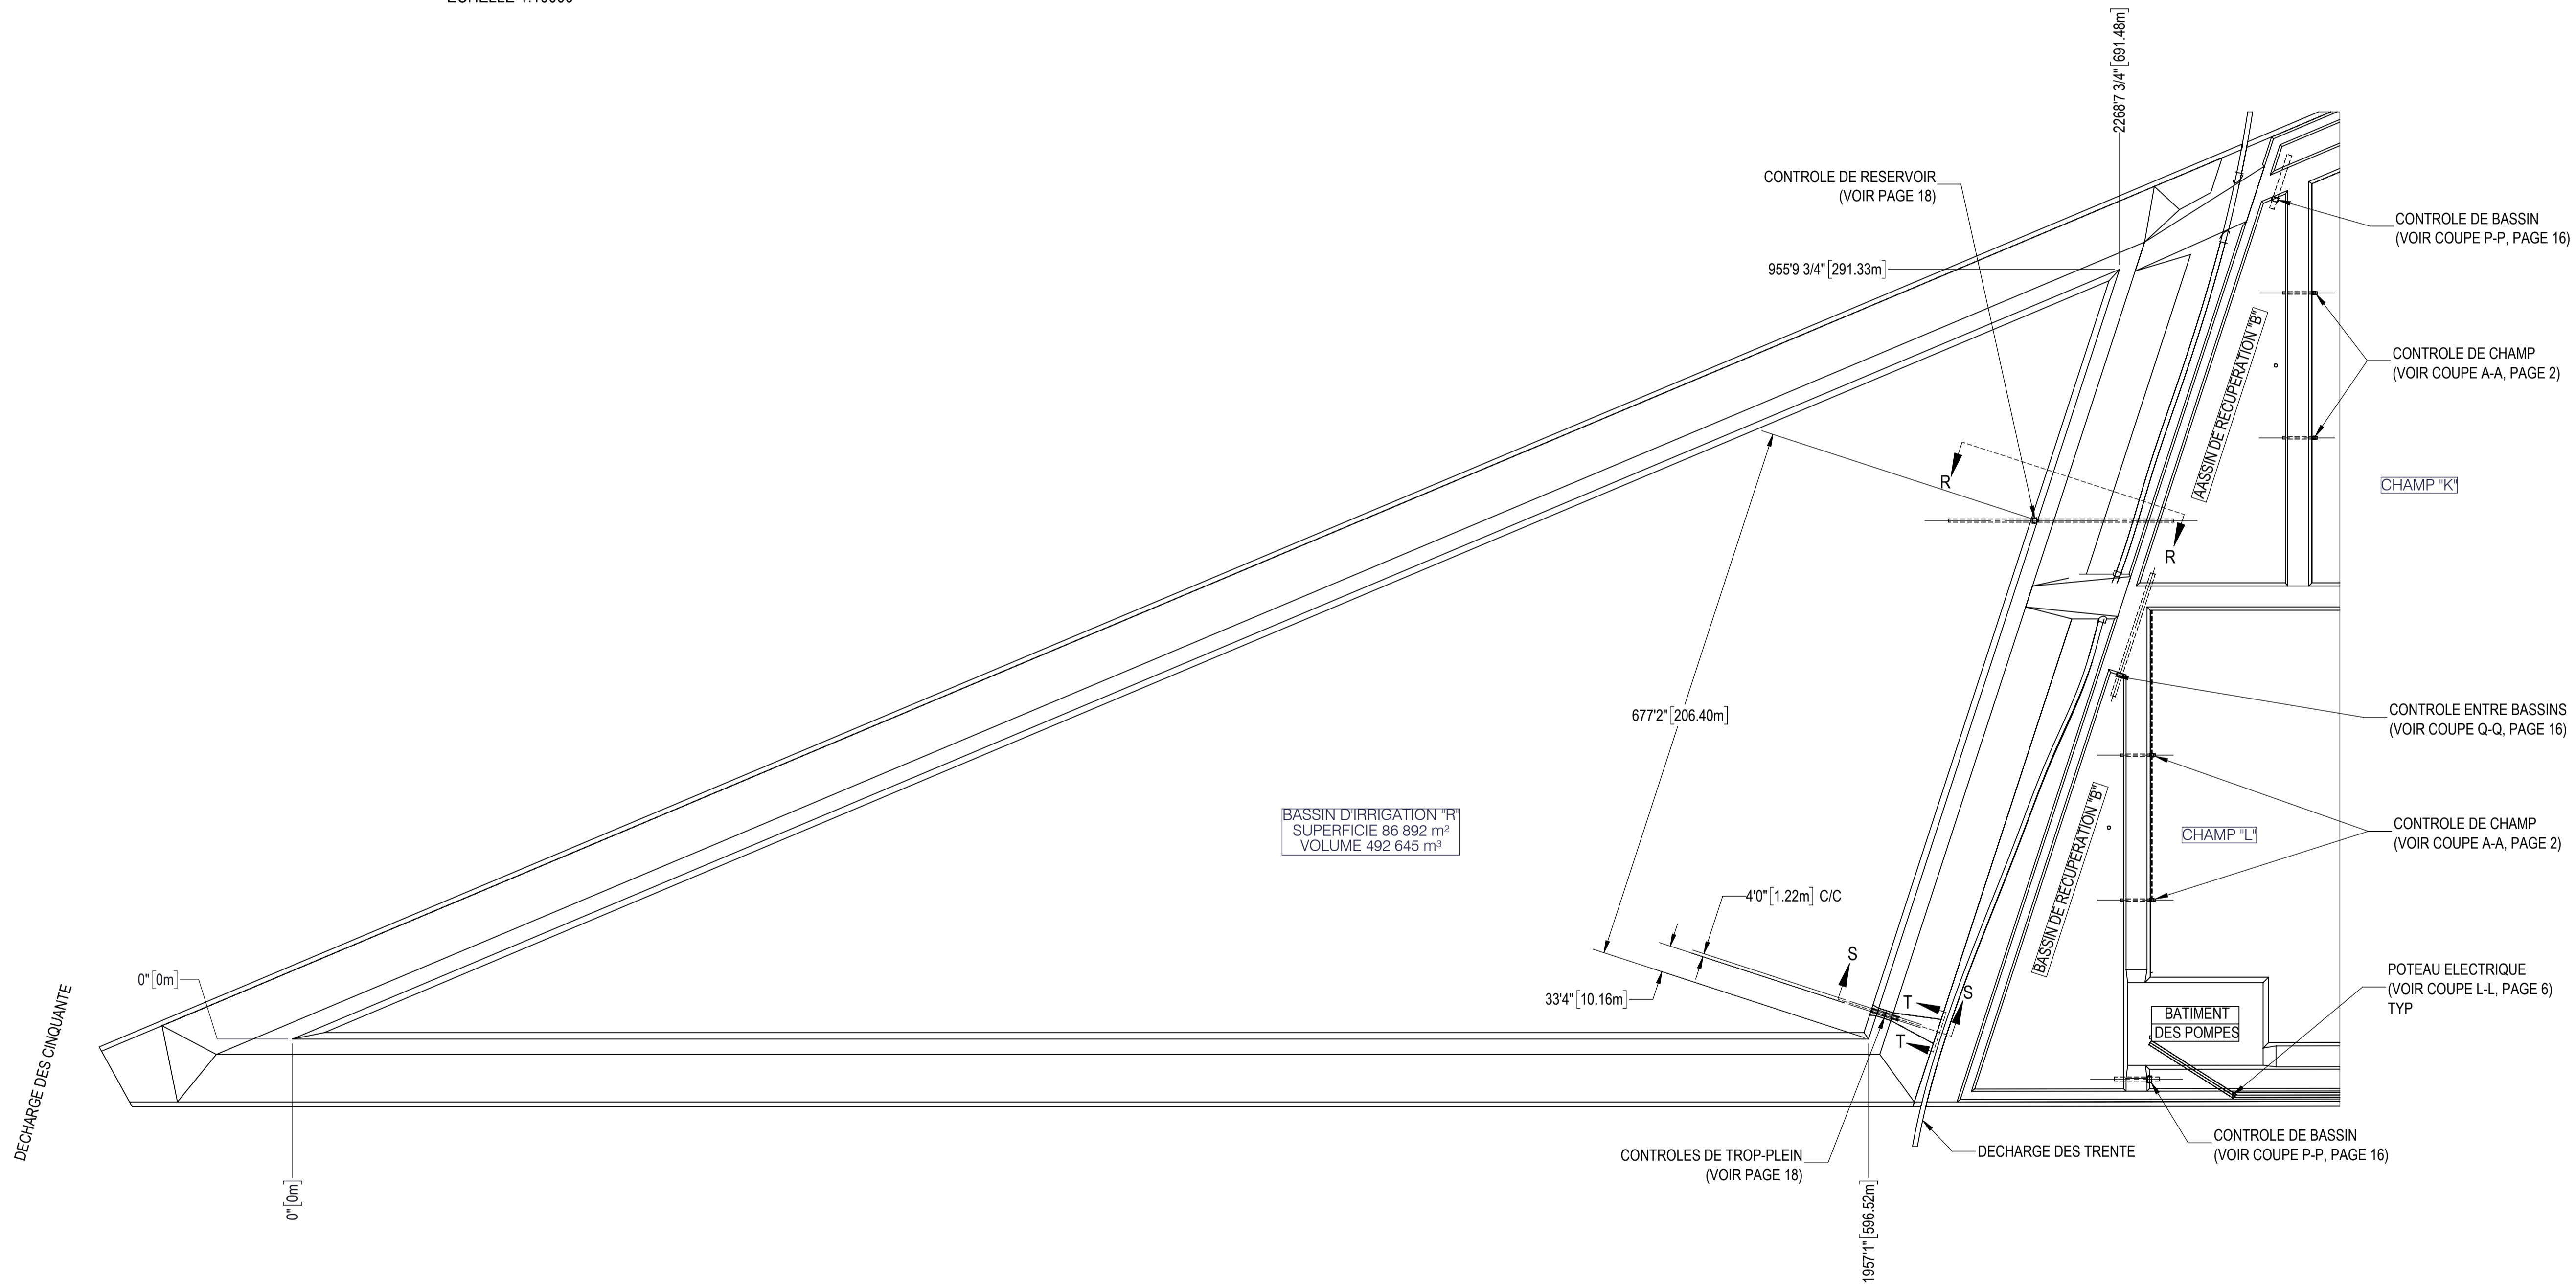 2268'7 3/4" [691.48m]
CONTROLE DE RESERVOIR
(VOIR PAGE 18)
CONTROLE DE BASSIN
(VOIR COUPE P-P, PAGE 16)
955'9 3/4" [291.33m]
CONTROLE DE CHAMP
(VOIR COUPE A-A, PAGE 2)
AASSIN DE RECUPERATION "B"
R
CHAMP "K"
R
677'2" [206.40m]
CONTROLE ENTRE BASSINS
(VOIR COUPE Q-Q, PAGE 16)
BASSIN D'IRRIGATION "R"
SUPERFICIE 86 892 m²
VOLUME 492 645 m³
CONTROLE DE CHAMP
(VOIR COUPE A-A, PAGE 2)
CHAMP "L"
BASSIN DE RECUPERATION "B"
4'0" [1.22m] C/C
S
0" [0m]
33'4" [10.16m]
T
S
T
POTEAU ELECTRIQUE
(VOIR COUPE L-L, PAGE 6)
TYP
BATIMENT
DES POMPES
DECHARGE DES CINQUANTE
CONTROLES DE TROP-PLEIN
(VOIR PAGE 18)
DECHARGE DES TRENTE
CONTROLE DE BASSIN
(VOIR COUPE P-P, PAGE 16)
0" [0m]
1957'1" [596.52m]